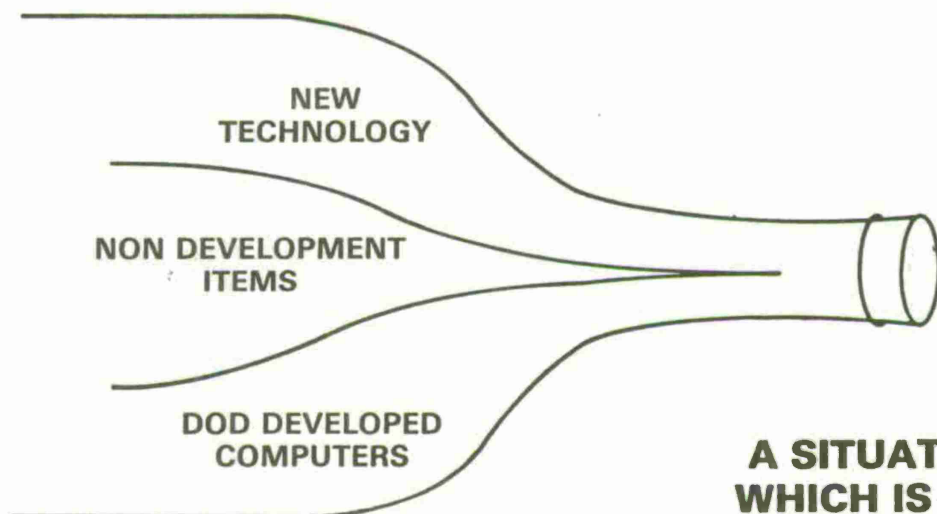 NEW
TECHNOLOGY
NON DEVELOPMENT
ITEMS
DOD DEVELOPED
COMPUTERS
A SITUAT
WHICH IS